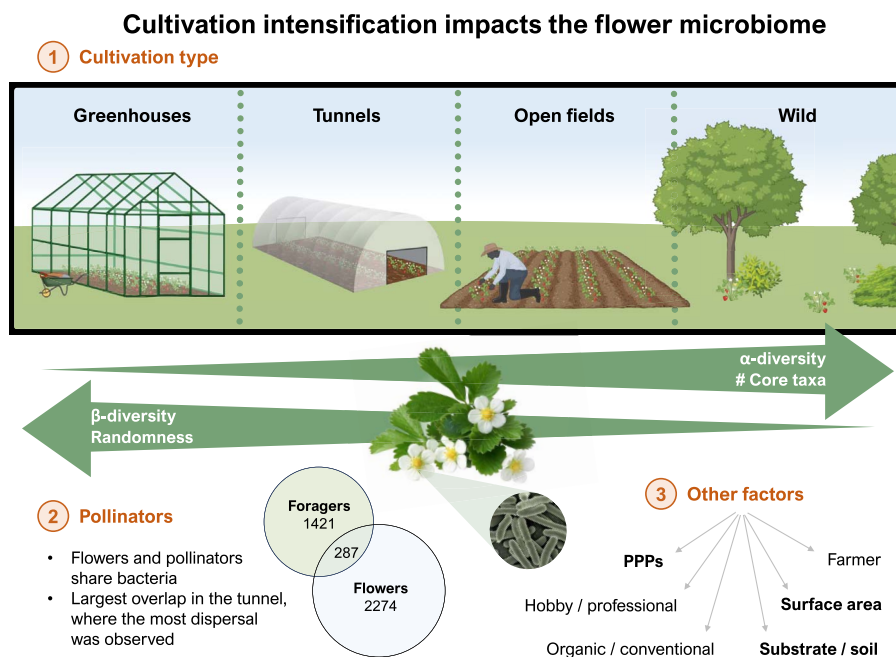 Cultivation intensification impacts the flower microbiome
1 Cultivation type
Greenhouses
Tunnels
Open fields
Wild
α-diversity
# Core taxa
β-diversity
Randomness
2 Pollinators
• Flowers and pollinators
share bacteria
• Largest overlap in the tunnel,
where the most dispersal
was observed
Foragers
1421
287
Flowers
2274
3 Other factors
PPPs
Farmer
Hobby / professional
Surface area
Organic / conventional
Substrate / soil